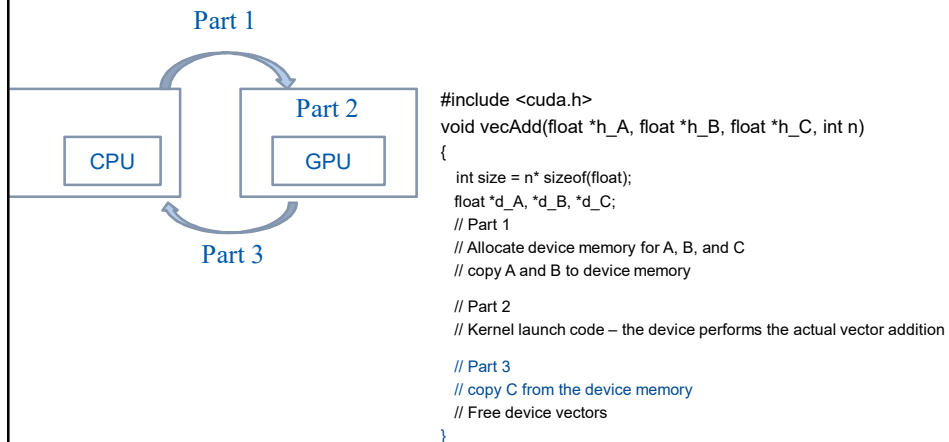 Part 1
Part 2
CPU
GPU
Part 3
#include <cuda.h>
void vecAdd(float *h_A, float *h_B, float *h_C, int n)
{
int size = n* sizeof(float);
float *d_A, *d_B, *d_C;
// Part 1
// Allocate device memory for A, B, and C
// copy A and B to device memory
// Part 2
// Kernel launch code – the device performs the actual vector addition
// Part 3
// copy C from the device memory
// Free device vectors
}